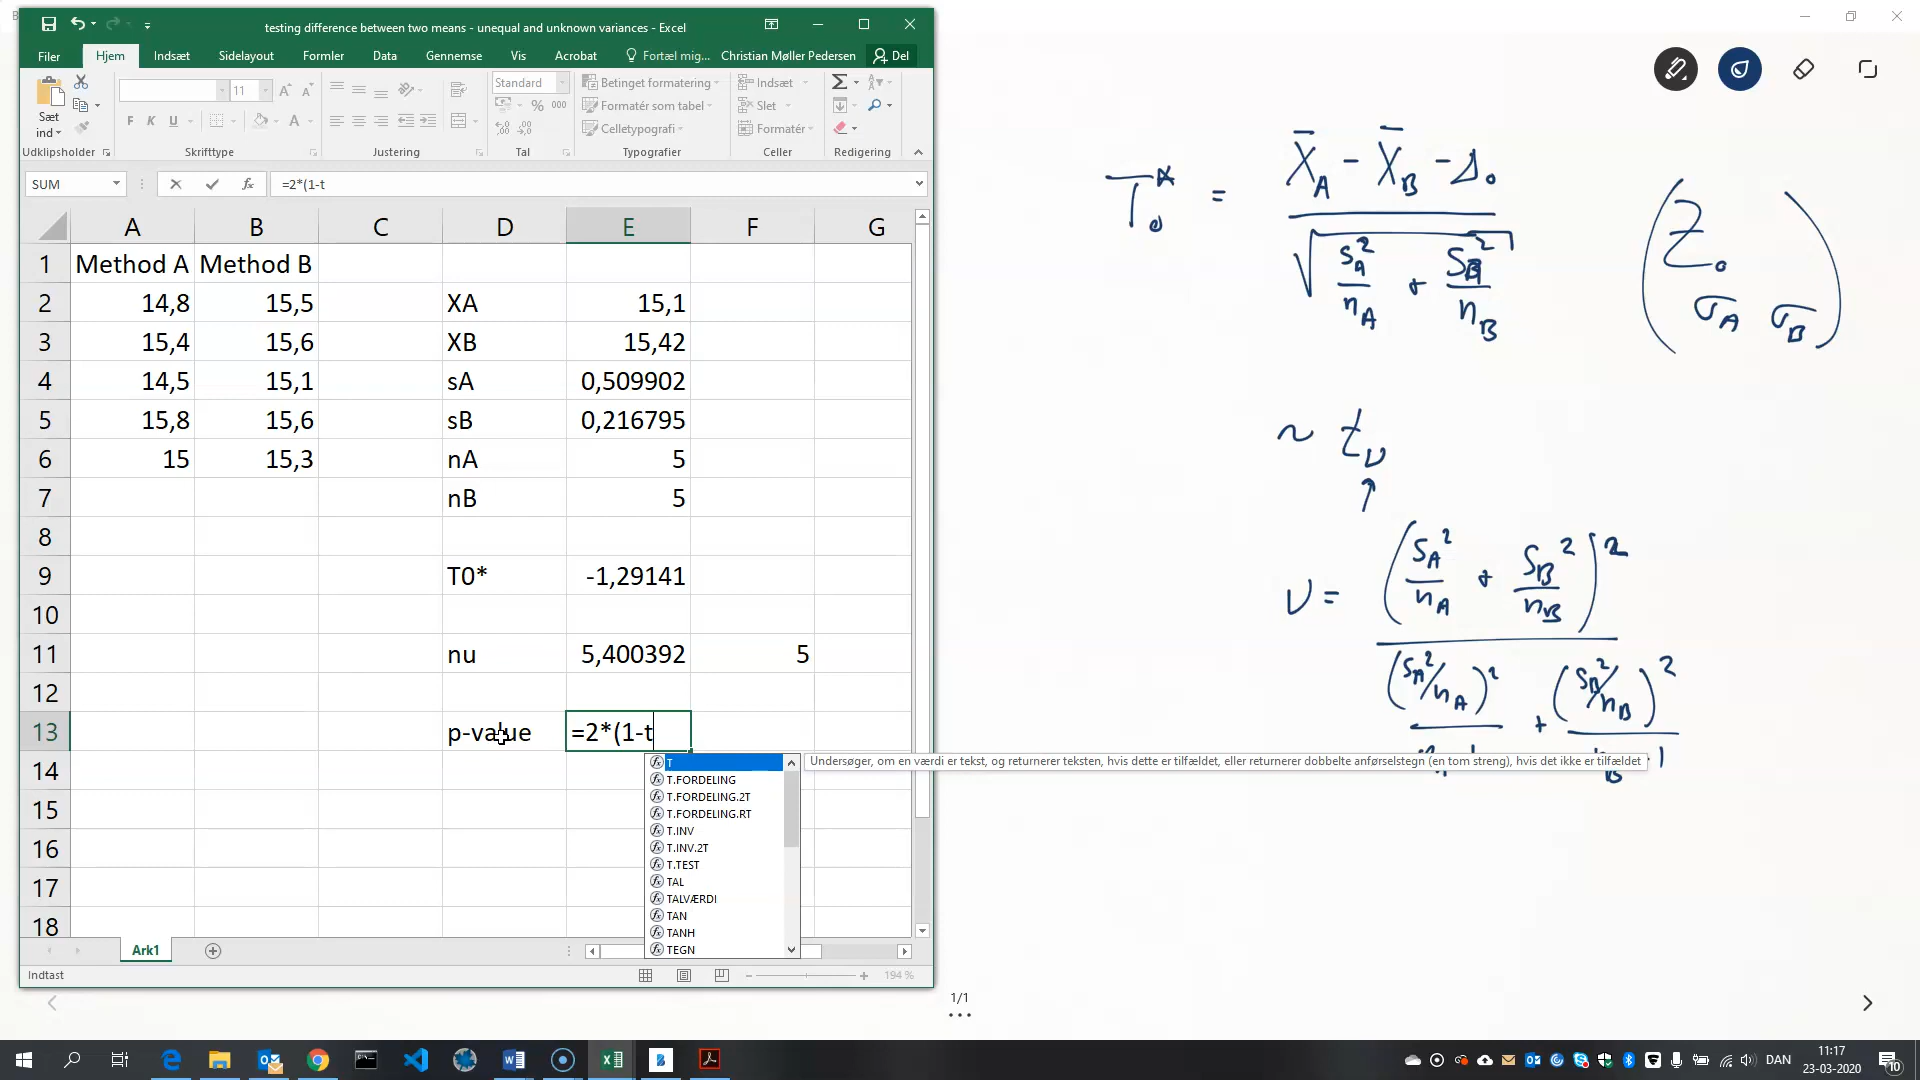 testing difference between two means - unequal and unknown variances - Excel
Filer Hjem Indsæt Sidelayout Formler Data Gennemse Vis Acrobat Fortæl mig... Christian Møller Pedersen Del
Sæt ind
11
F K U A
Standard
% 000
Betinget formatering
Formatér som tabel
Celletypografi
Indsæt
Slet
Formatér
Udklipsholder Skrifttype Justering Tal Typografier Celler Redigering
SUM =2*(1-t
A B C D E F G
1 Method A Method B
2 14,8 15,5 XA 15,1
3 15,4 15,6 XB 15,42
4 14,5 15,1 sA 0,509902
5 15,8 15,6 sB 0,216795
6 15 15,3 nA 5
7 nB 5
8
9 T0* -1,29141
10
11 nu 5,400392 5
12
13 p-value =2*(1-t
14
15
16
17
18
T
T.FORDELING
T.FORDELING.2T
T.FORDELING.RT
T.INV
T.INV.2T
T.TEST
TAL
TALVÆRDI
TAN
TANH
TEGN
Undersøger, om en værdi er tekst, og returnerer teksten, hvis dette er tilfældet, eller returnerer dobbelte anførselstegn (en tom streng), hvis det ikke er tilfældet
Ark1
Indtast 194 %
T₀* = (X̄A - X̄B - Δ₀) / √(SA²/nA + SB²/nB)
(Z₀ σA σB)
~ tν
↑
ν = (SA²/nA + SB²/nB)²
(SA²/nA)² + (SB²/nB)²
1/1
DAN
11:17
23-03-2020
10